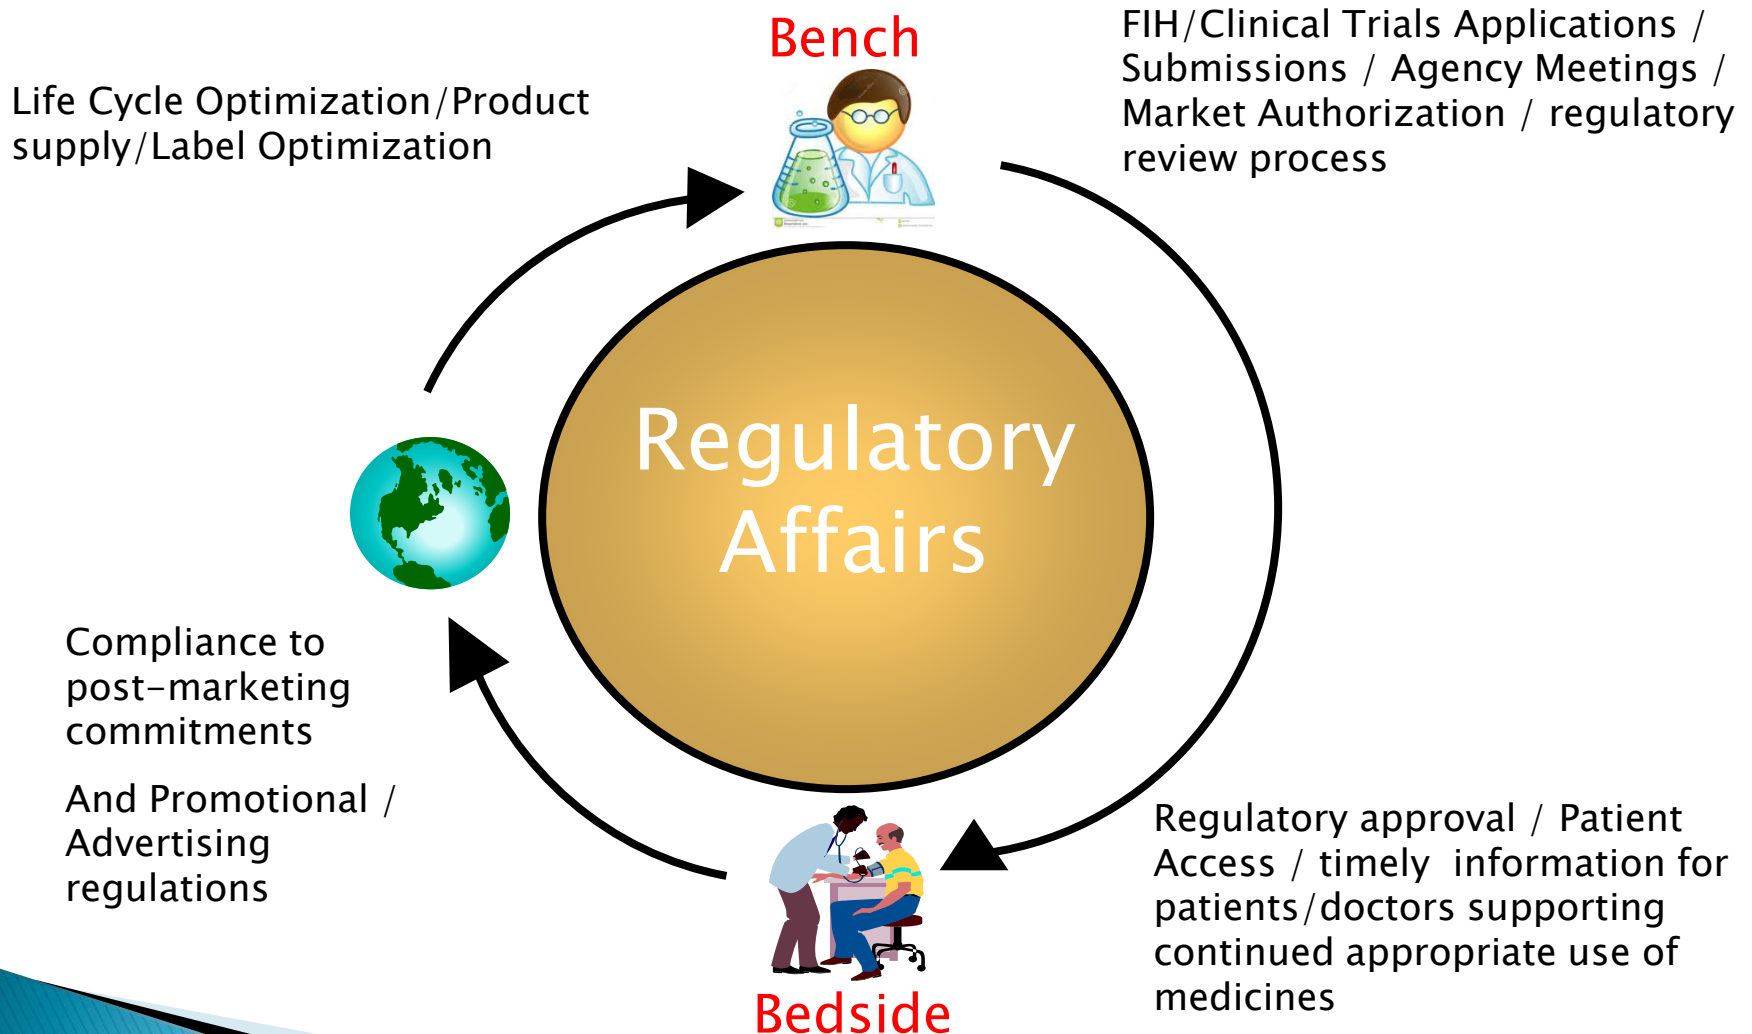 Bench
FIH/Clinical Trials Applications /
Submissions / Agency Meetings /
Market Authorization / regulatory
review process
Life Cycle Optimization/Product
supply/Label Optimization
Regulatory
Affairs
Compliance to
post-marketing
commitments
And Promotional /
Advertising
regulations
Regulatory approval / Patient
Access / timely  information for
patients/doctors supporting
continued appropriate use of
medicines
Bedside